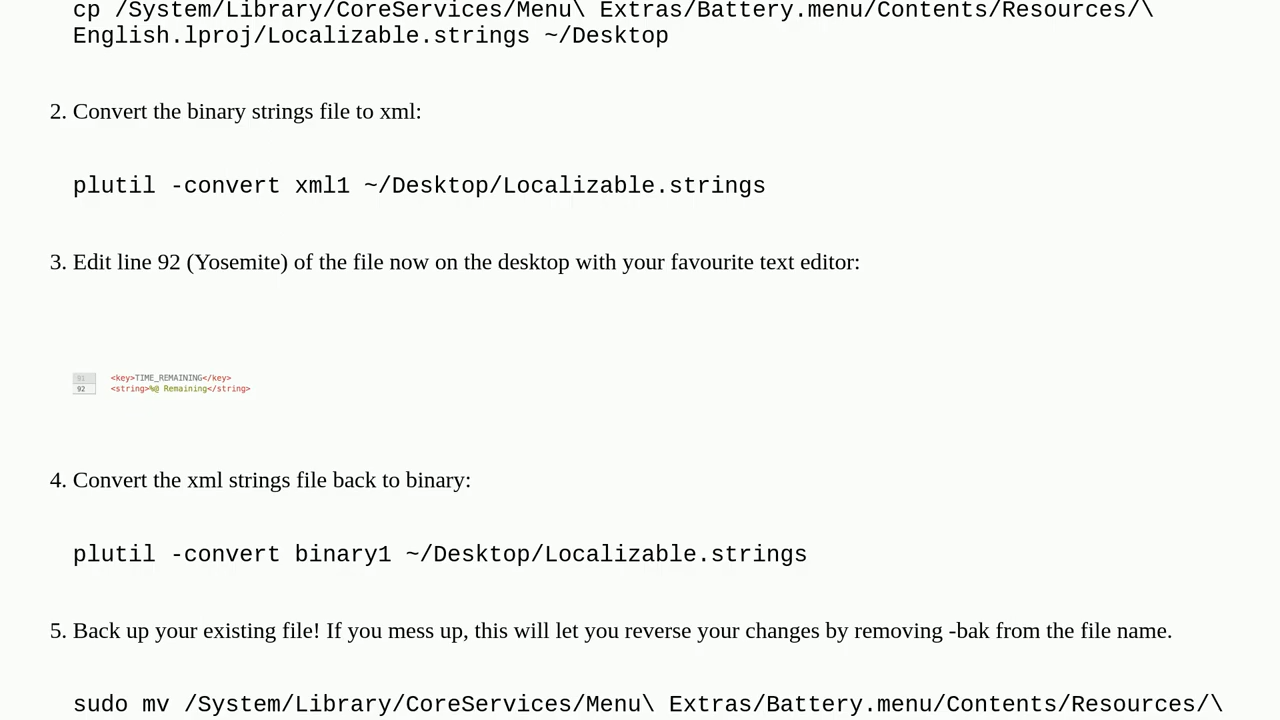 cp /System/Library/CoreServices/Menu\ Extras/Battery.menu/Contents/Resources/\
English.lproj/Localizable.strings ~/Desktop
2. Convert the binary strings file to xml:
plutil -convert xml1 ~/Desktop/Localizable.strings
3. Edit line 92 (Yosemite) of the file now on the desktop with your favourite text editor:
91 <key>TIME_REMAINING</key>
92 <string>%@ Remaining</string>
4. Convert the xml strings file back to binary:
plutil -convert binary1 ~/Desktop/Localizable.strings
5. Back up your existing file! If you mess up, this will let you reverse your changes by removing -bak from the file name.
sudo mv /System/Library/CoreServices/Menu\ Extras/Battery.menu/Contents/Resources/\